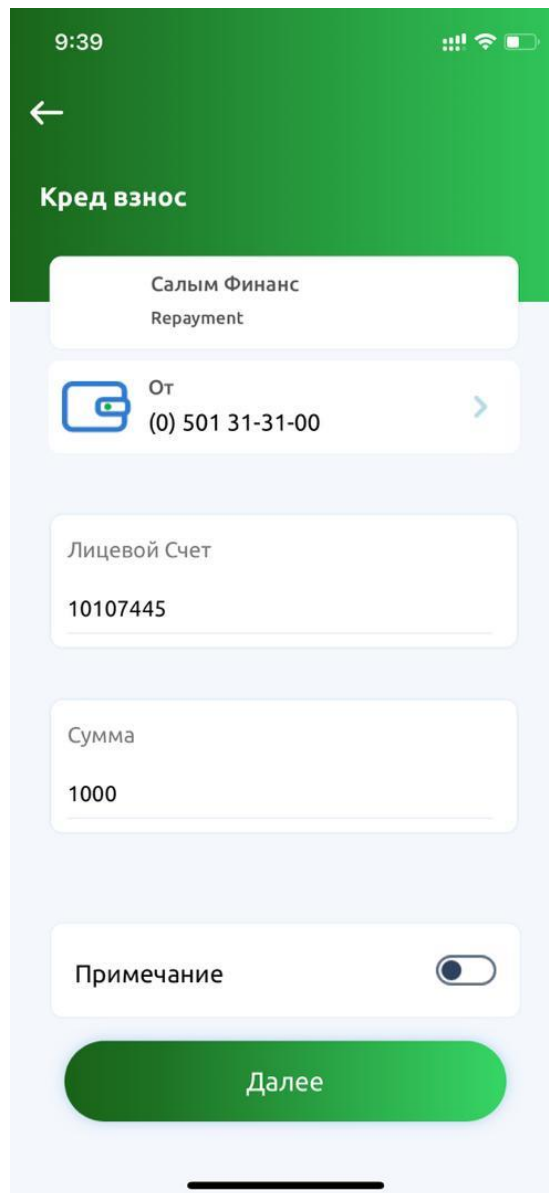 9:39
Кред взнос
Салым Финанс
Repayment
От
(0) 501 31-31-00
Лицевой Счет
10107445
Сумма
1000
Примечание
Далее